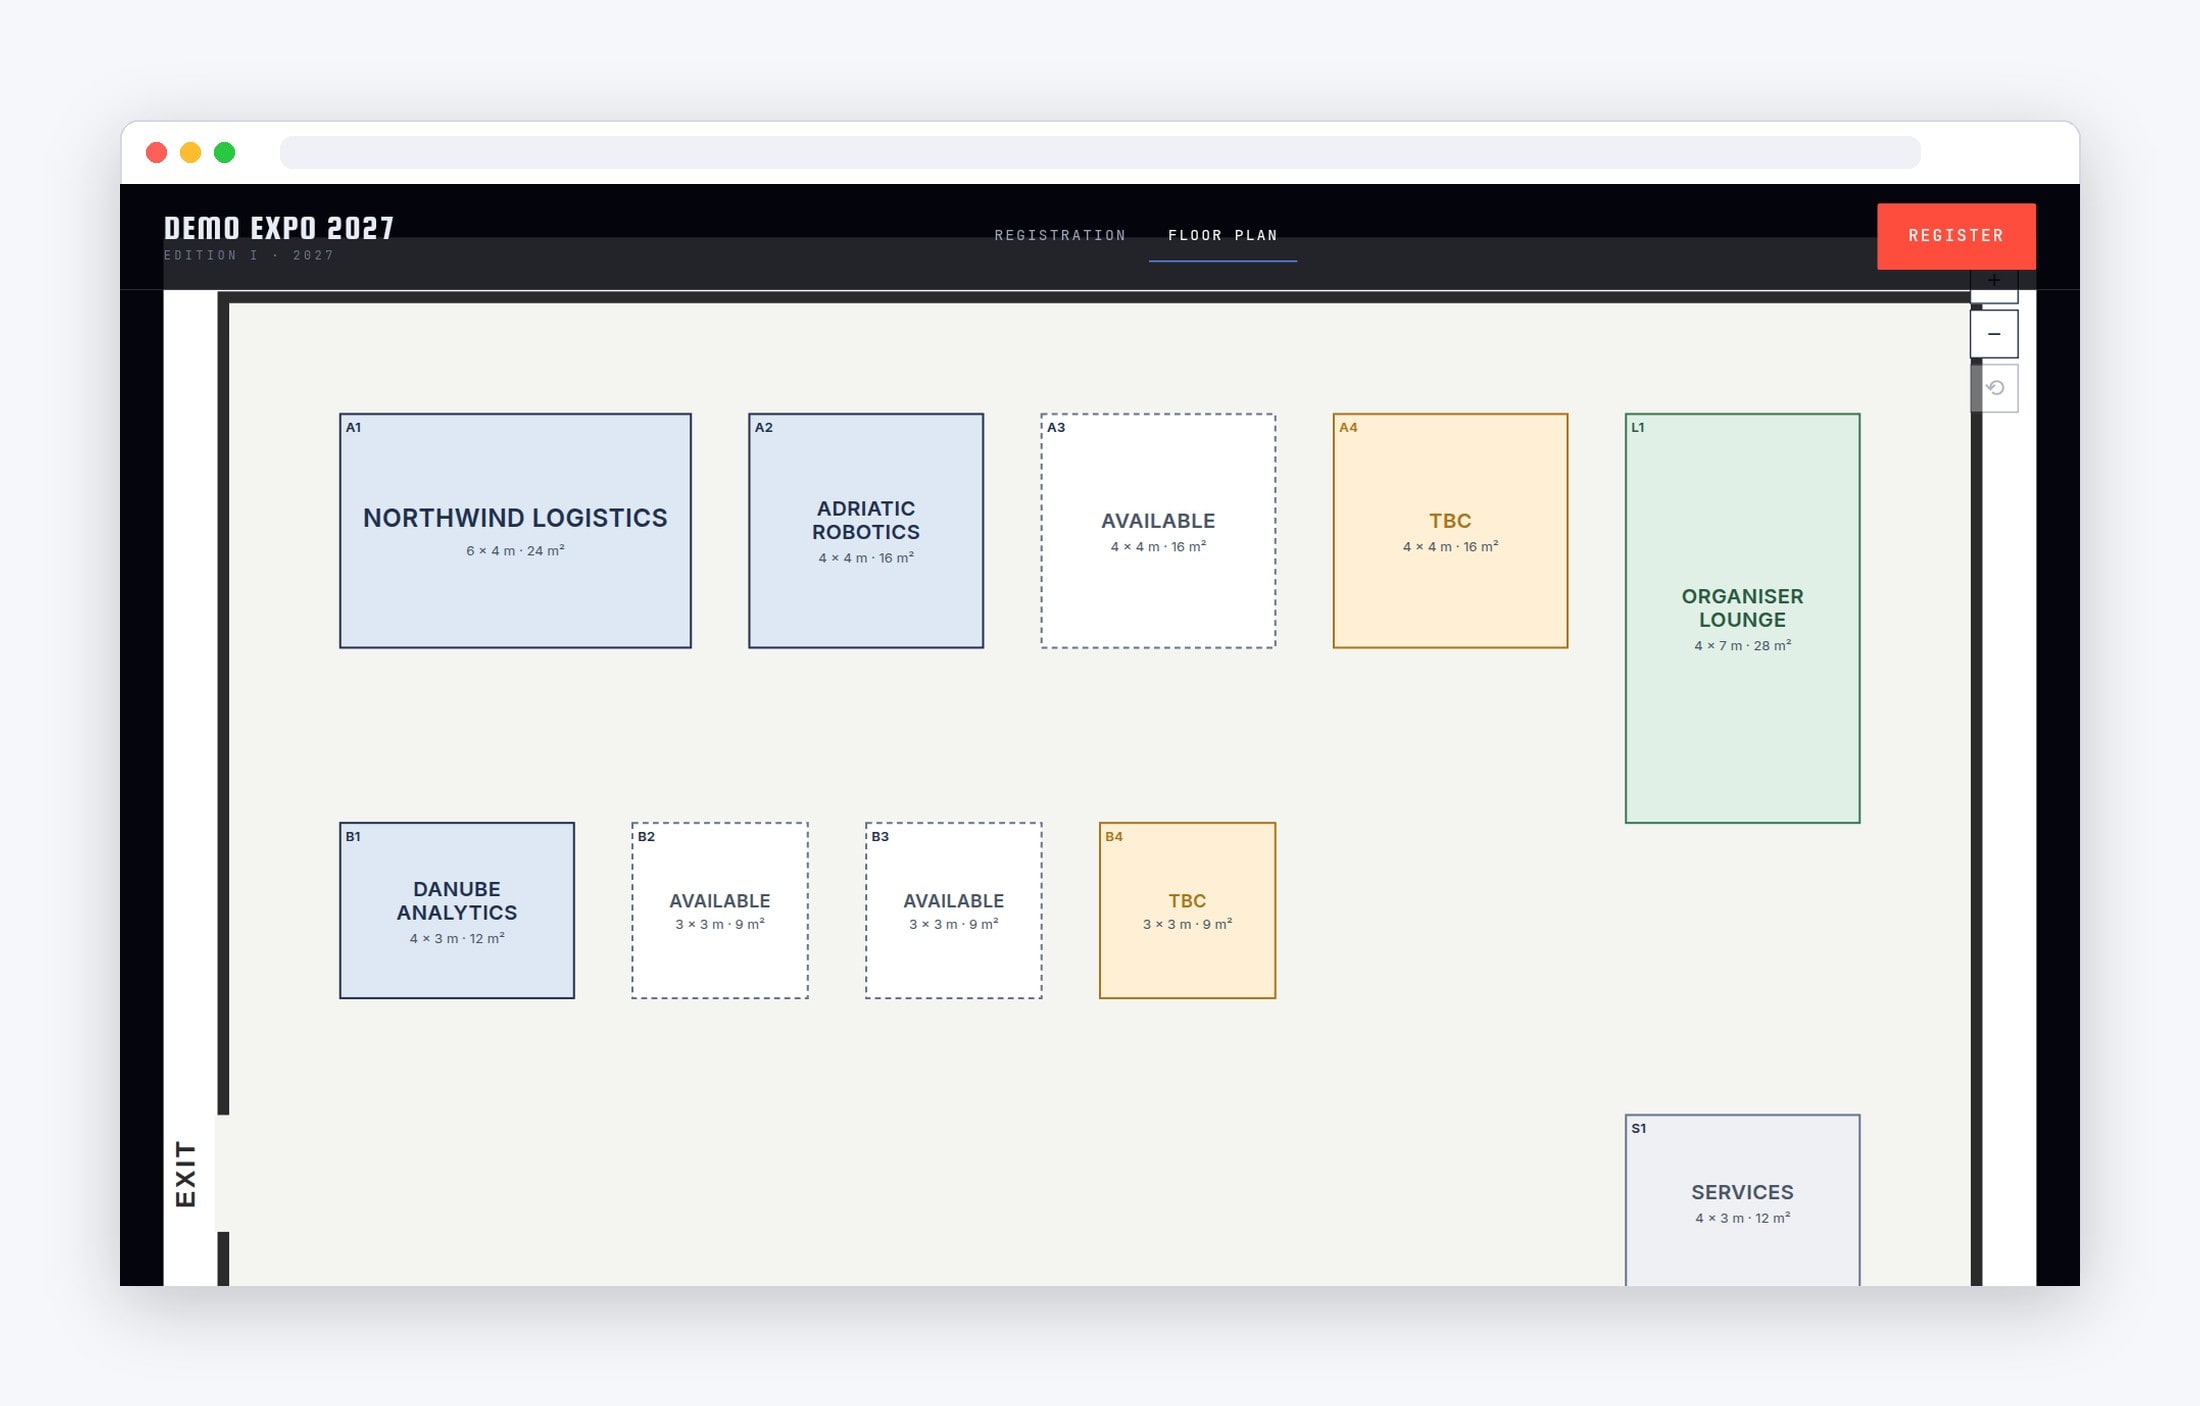 DEMO EXPO 2027
EDITION I · 2027
REGISTRATION
FLOOR PLAN
REGISTER
+
−
⟲
A1
NORTHWIND LOGISTICS
6 × 4 m · 24 m²
A2
ADRIATIC
ROBOTICS
4 × 4 m · 16 m²
A3
AVAILABLE
4 × 4 m · 16 m²
A4
TBC
4 × 4 m · 16 m²
L1
ORGANISER
LOUNGE
4 × 7 m · 28 m²
B1
DANUBE
ANALYTICS
4 × 3 m · 12 m²
B2
AVAILABLE
3 × 3 m · 9 m²
B3
AVAILABLE
3 × 3 m · 9 m²
B4
TBC
3 × 3 m · 9 m²
EXIT
S1
SERVICES
4 × 3 m · 12 m²